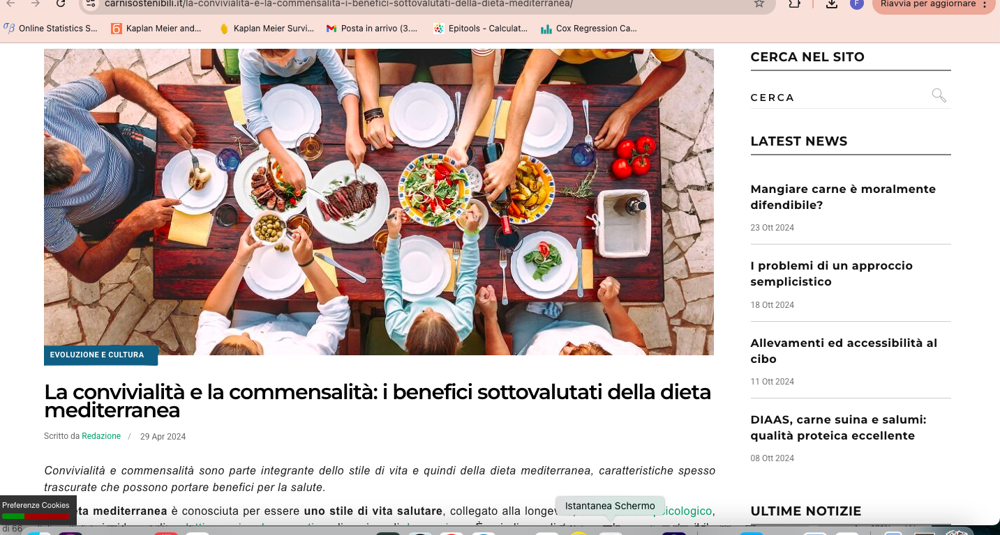 carnisostenibili.it/la-convivialita-e-la-commensalita-i-benefici-sottovalutati-della-dieta-mediterranea/
F
Riavvia per aggiornare
Online Statistics S...
Kaplan Meier and...
Kaplan Meier Survi...
Posta in arrivo (3....
Epitools - Calculat...
Cox Regression Ca...
EVOLUZIONE E CULTURA
La convivialità e la commensalità: i benefici sottovalutati della dieta
mediterranea
Scritto da Redazione / 29 Apr 2024
Convivialità e commensalità sono parte integrante dello stile di vita e quindi della dieta mediterranea, caratteristiche spesso
trascurate che possono portare benefici per la salute.
mediterranea è conosciuta per essere uno stile di vita salutare, collegato alla
CERCA NEL SITO
CERCA
LATEST NEWS
Mangiare carne è moralmente
difendibile?
23 Ott 2024
I problemi di un approccio
semplicistico
18 Ott 2024
Allevamenti ed accessibilità al
cibo
11 Ott 2024
DIAAS, carne suina e salumi:
qualità proteica eccellente
08 Ott 2024
ULTIME NOTIZIE
Preferenze Cookies
Istantanea Schermo
di 66